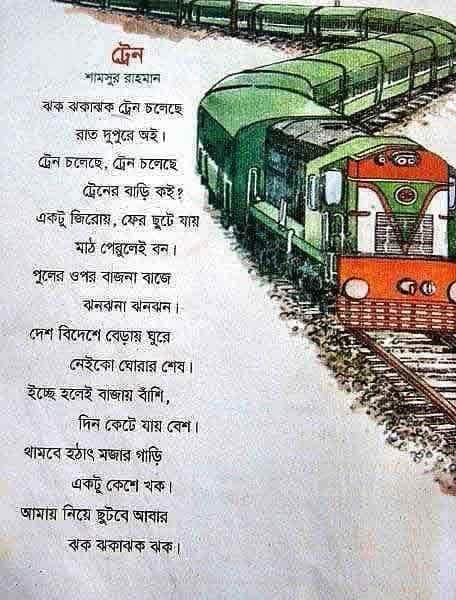 ট্রেন
শামসুর রাহমান
ঝক ঝকাঝক ট্রেন চলেছে
রাত দুপুরে অই।
ট্রেন চলেছে, ট্রেন চলেছে
ট্রেনের বাড়ি কই?
একটু জিরোয়, ফের ছুটে যায়
মাঠ পেরুলেই বন।
পুলের ওপর বাজনা বাজে
ঝনঝনা ঝনঝন।
দেশ বিদেশে বেড়ায় ঘুরে
নেইকো ঘোরার শেষ।
ইচ্ছে হলেই বাজায় বাঁশি,
দিন কেটে যায় বেশ।
থামবে হঠাৎ মজার গাড়ি
একটু কেশে খক।
আমায় নিয়ে ছুটবে আবার
ঝক ঝকাঝক ঝক।